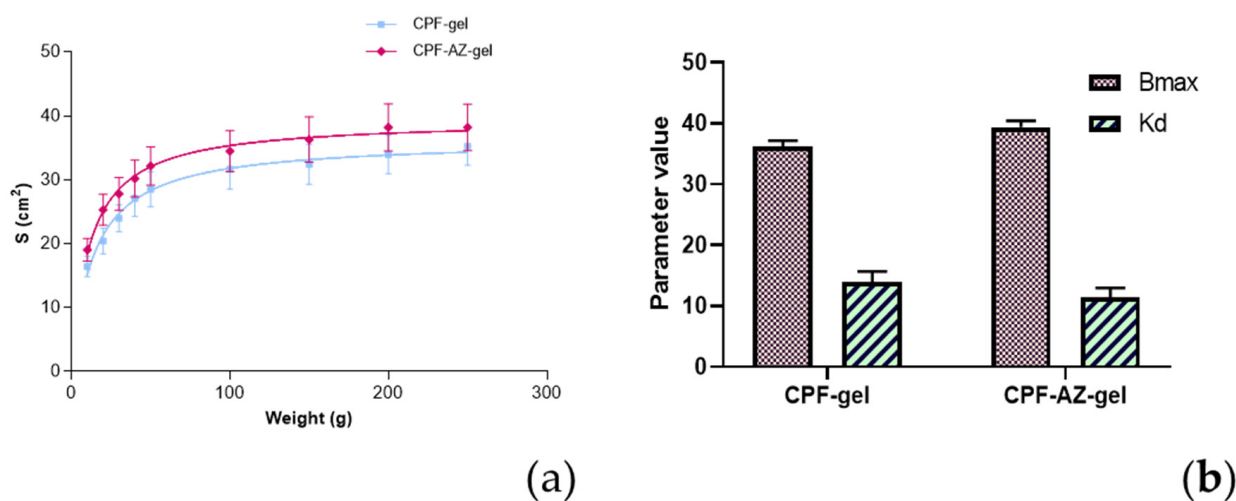 CPF-gel
CPF-AZ-gel
50
40
30
20
10
0
S (cm²)
0 100 200 300
Weight (g)
(a)
50
40
30
20
10
0
Parameter value
Bmax
Kd
CPF-gel CPF-AZ-gel
(b)